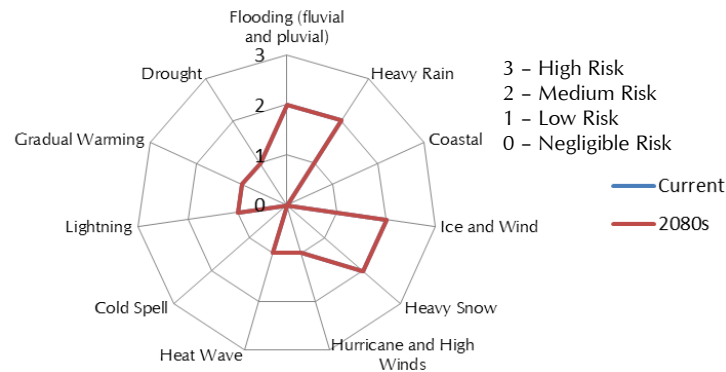 Flooding (fluvial
and pluvial)
3
Drought
Heavy Rain
3 – High Risk
2 – Medium Risk
1 – Low Risk
0 – Negligible Risk
2
Gradual Warming
Coastal
1
Current
0
Lightning
Ice and Wind
2080s
Cold Spell
Heavy Snow
Heat Wave
Hurricane and High
Winds